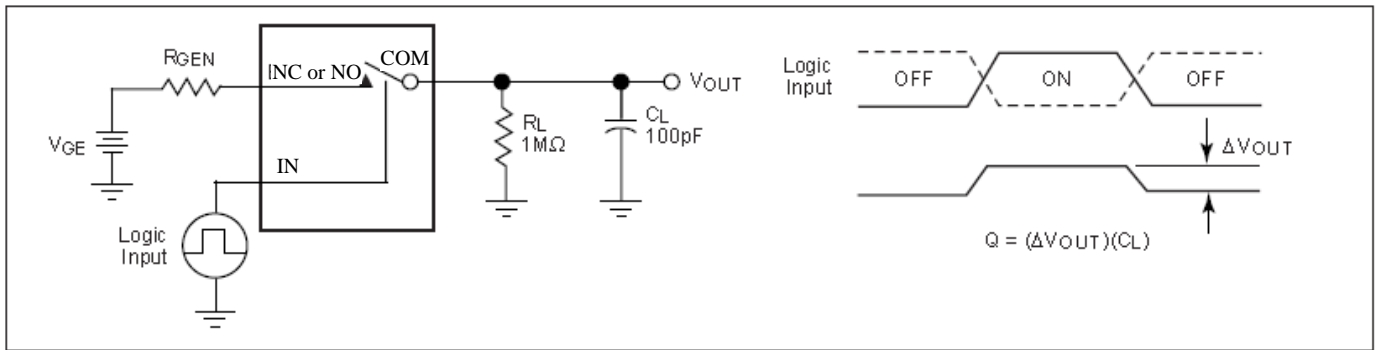 RGEN
INC or NO
COM
VOUT
RL
1MΩ
CL
100pF
VGE
IN
Logic
Input
Logic
Input
OFF
ON
OFF
ΔVOUT
Q = (ΔVOUT)(CL)